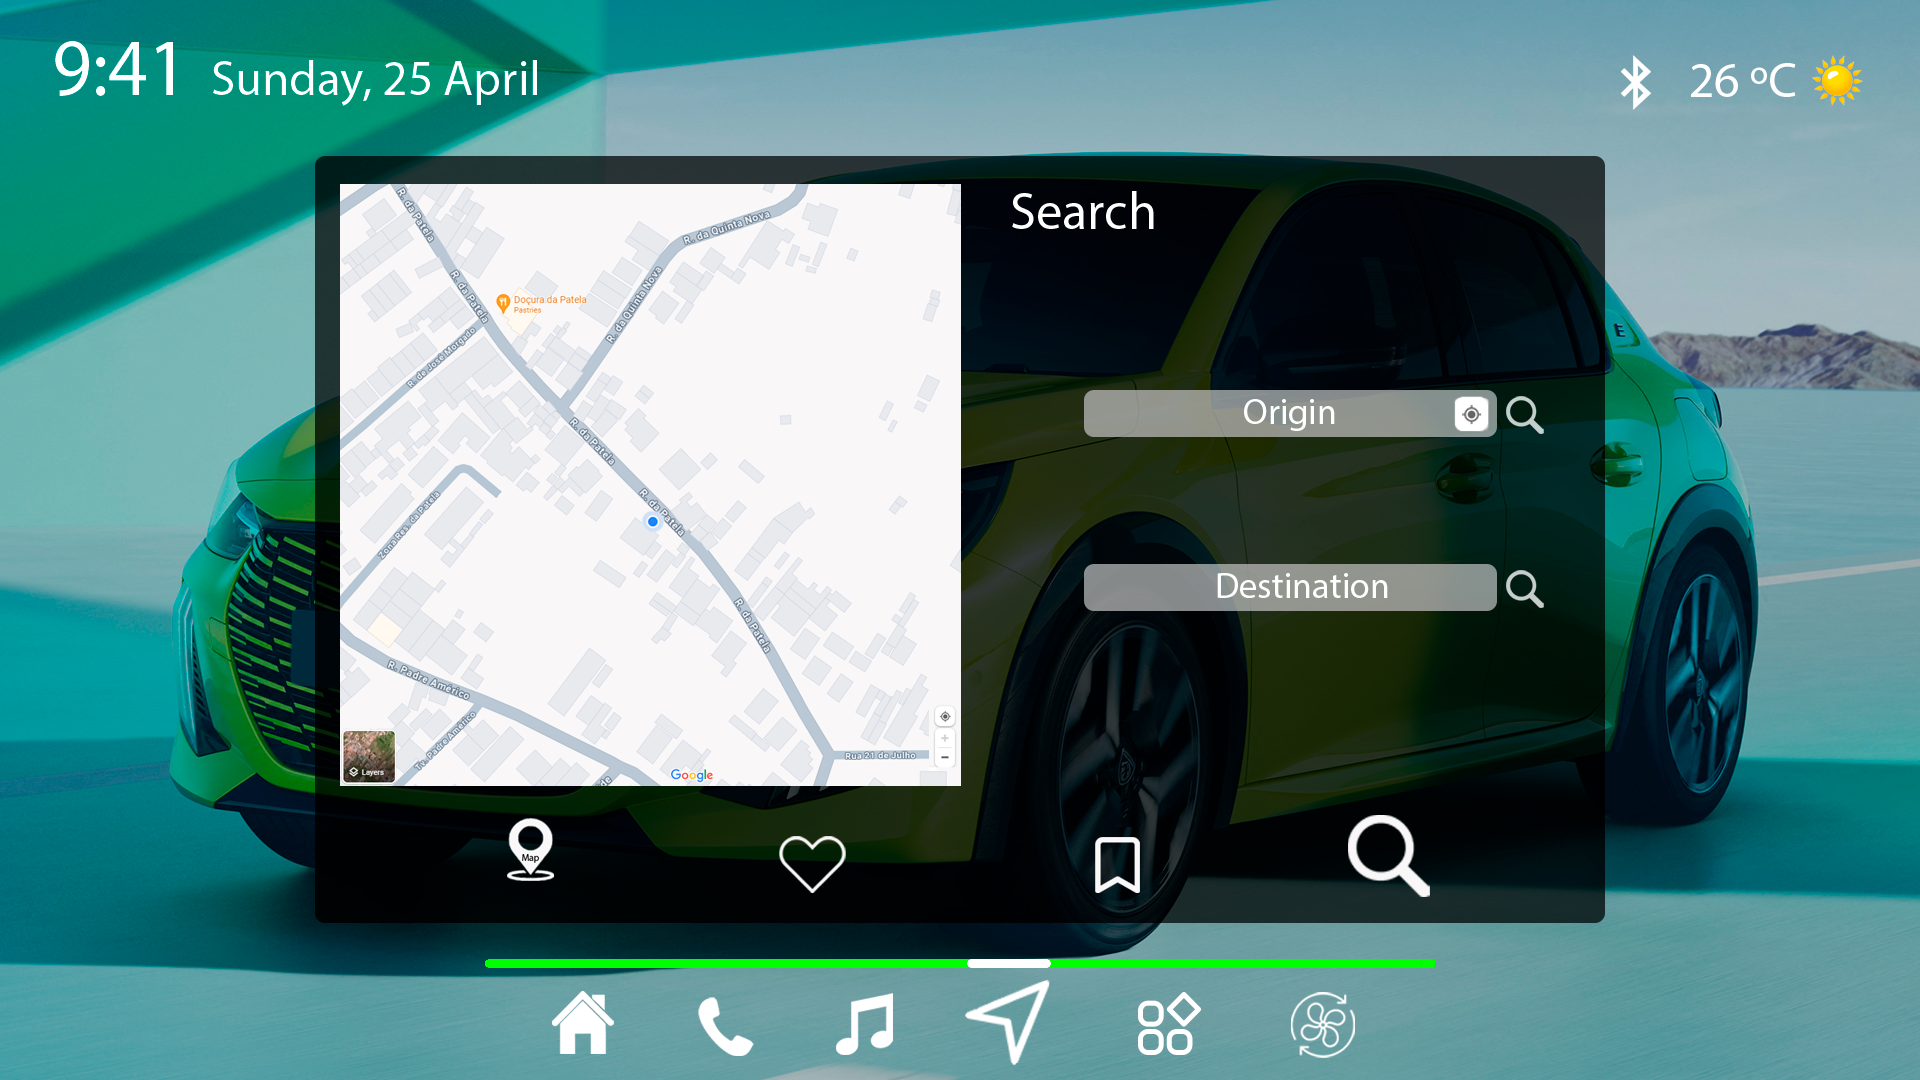 9:41 Sunday, 25 April
26 ºC
Search
R. da Patela
R. da Quinta Nova
R. da Patela
R. da Quinta Nova
Doçura da Patela
Pastries
R. de José Morgado
Origin
R. da Patela
R. da Patela
Zona Res. da Patela
Destination
R. da Patela
R. Padre Américo
Tv. Padre Américo
Rua 21 de Julho
Layers
Google
de
Map
E